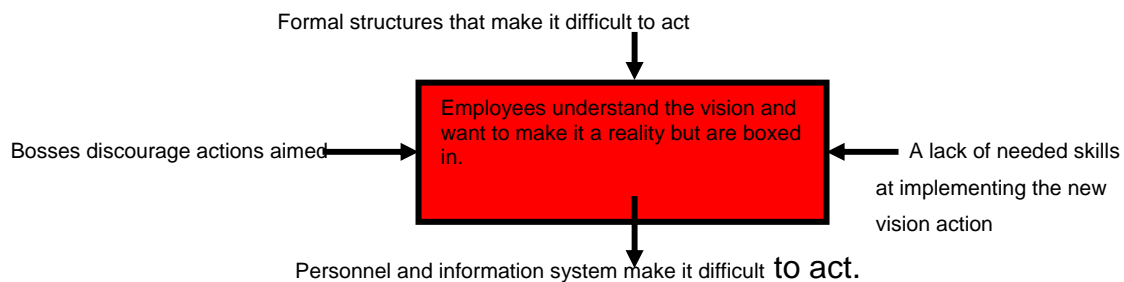 Formal structures that make it difficult to act
Employees understand the vision and
want to make it a reality but are boxed
in.
Bosses discourage actions aimed
A lack of needed skills
at implementing the new
vision action
Personnel and information system make it difficult to act.